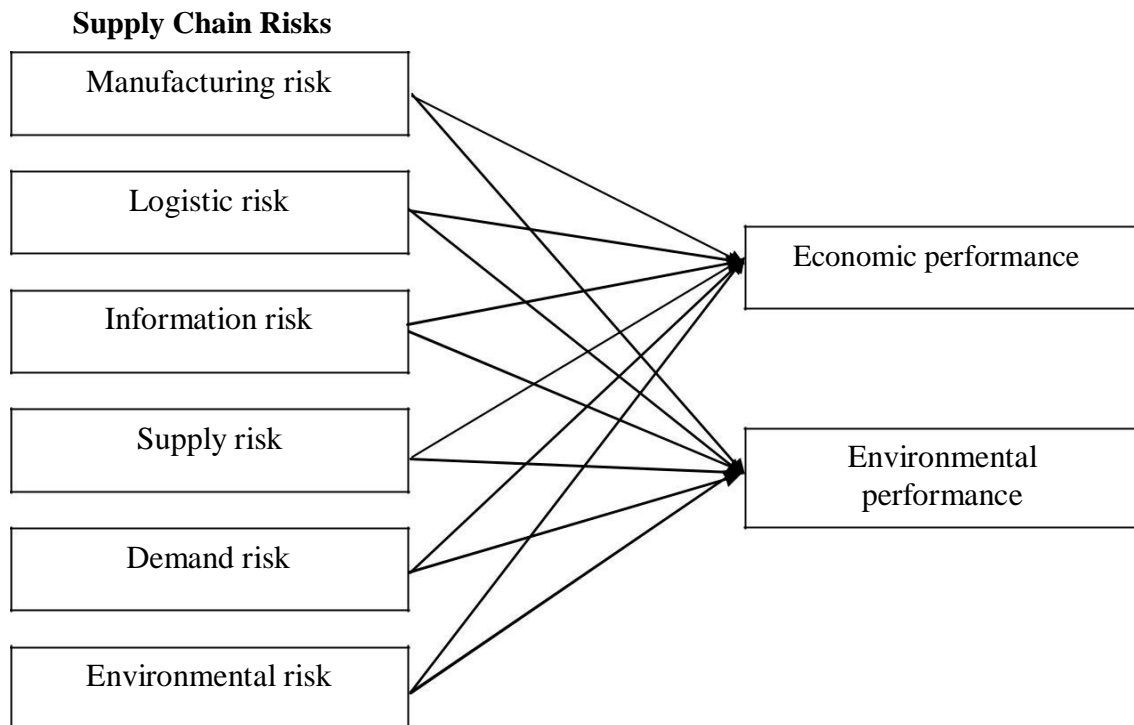 Supply Chain Risks
Manufacturing risk
Logistic risk
Information risk
Supply risk
Demand risk
Environmental risk
Economic performance
Environmental
performance